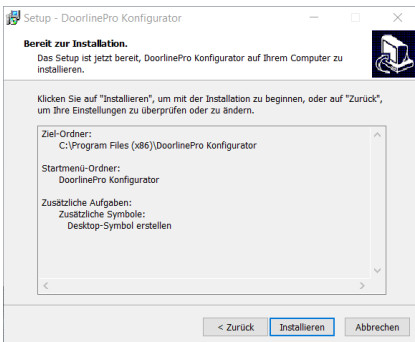 Setup - DoorlinePro Konfigurator
Bereit zur Installation.
Das Setup ist jetzt bereit, DoorlinePro Konfigurator auf Ihrem Computer zu
installieren.
Klicken Sie auf "Installieren", um mit der Installation zu beginnen, oder auf "Zurück",
um Ihre Einstellungen zu überprüfen oder zu ändern.
Ziel-Ordner:
C:\Program Files (x86)\DoorlinePro Konfigurator
Startmenü-Ordner:
DoorlinePro Konfigurator
Zusätzliche Aufgaben:
Zusätzliche Symbole:
Desktop-Symbol erstellen
< Zurück Installieren Abbrechen